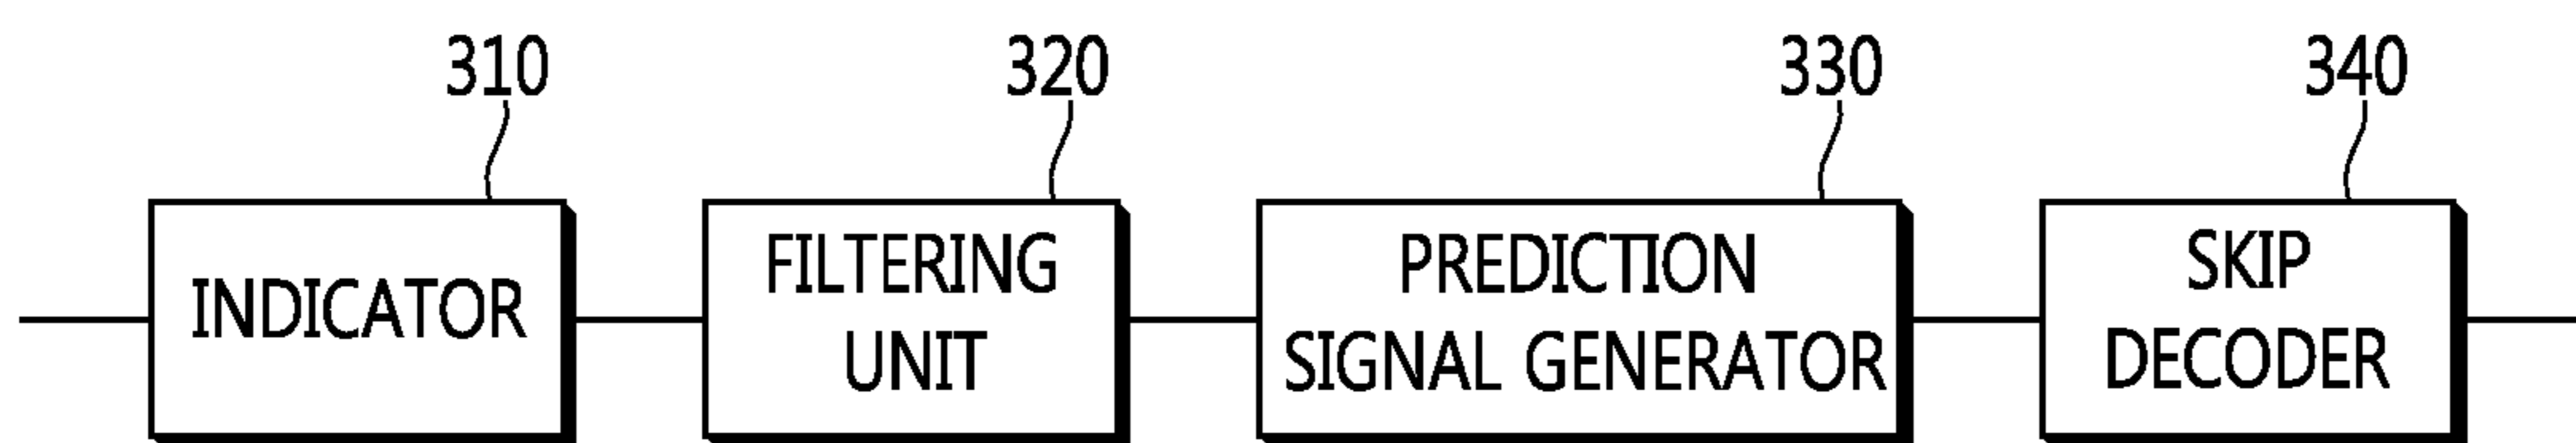 310
320
330
340
INDICATOR
FILTERING
UNIT
PREDICTION
SIGNAL GENERATOR
SKIP
DECODER